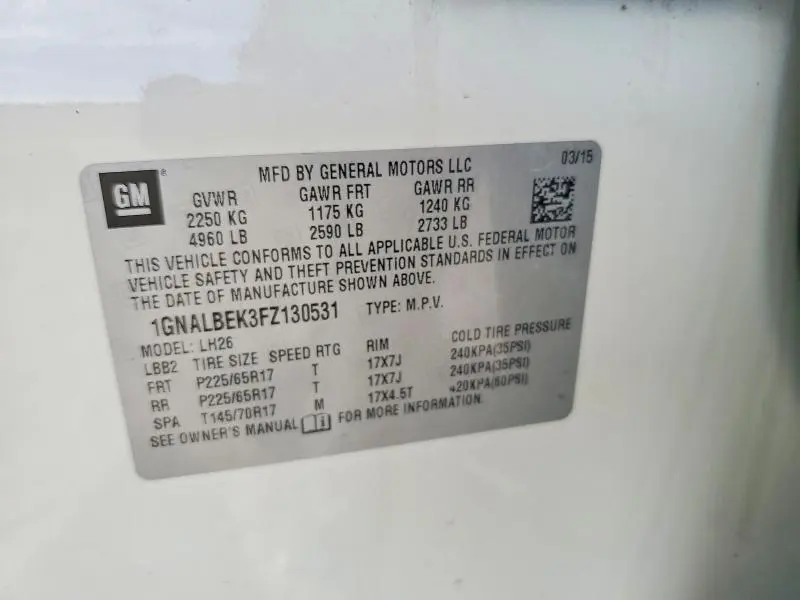 GM ®
MFD BY GENERAL MOTORS LLC 03/15
GVWR GAWR FRT GAWR RR
2250 KG 1175 KG 1240 KG
4960 LB 2590 LB 2733 LB
THIS VEHICLE CONFORMS TO ALL APPLICABLE U.S. FEDERAL MOTOR
VEHICLE SAFETY AND THEFT PREVENTION STANDARDS IN EFFECT ON
THE DATE OF MANUFACTURE SHOWN ABOVE.
1GNALBEK3FZ130531 TYPE: M.P.V.
MODEL: LH26
LBB2 TIRE SIZE SPEED RTG RIM COLD TIRE PRESSURE
FRT P225/65R17 T 17X7J 240KPA(35PSI)
RR P225/65R17 T 17X7J 240KPA(35PSI)
SPA T145/70R17 M 17X4.5T 420KPA(60PSI)
SEE OWNER'S MANUAL FOR MORE INFORMATION.